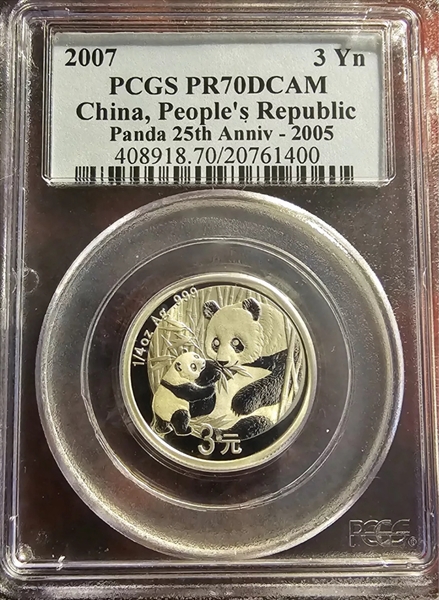 2007 3 Yn
PCGS PR70DCAM
China, People's Republic
Panda 25th Anniv - 2005
408918.70/20761400
1/4oz Ag .999
3元
PCGS